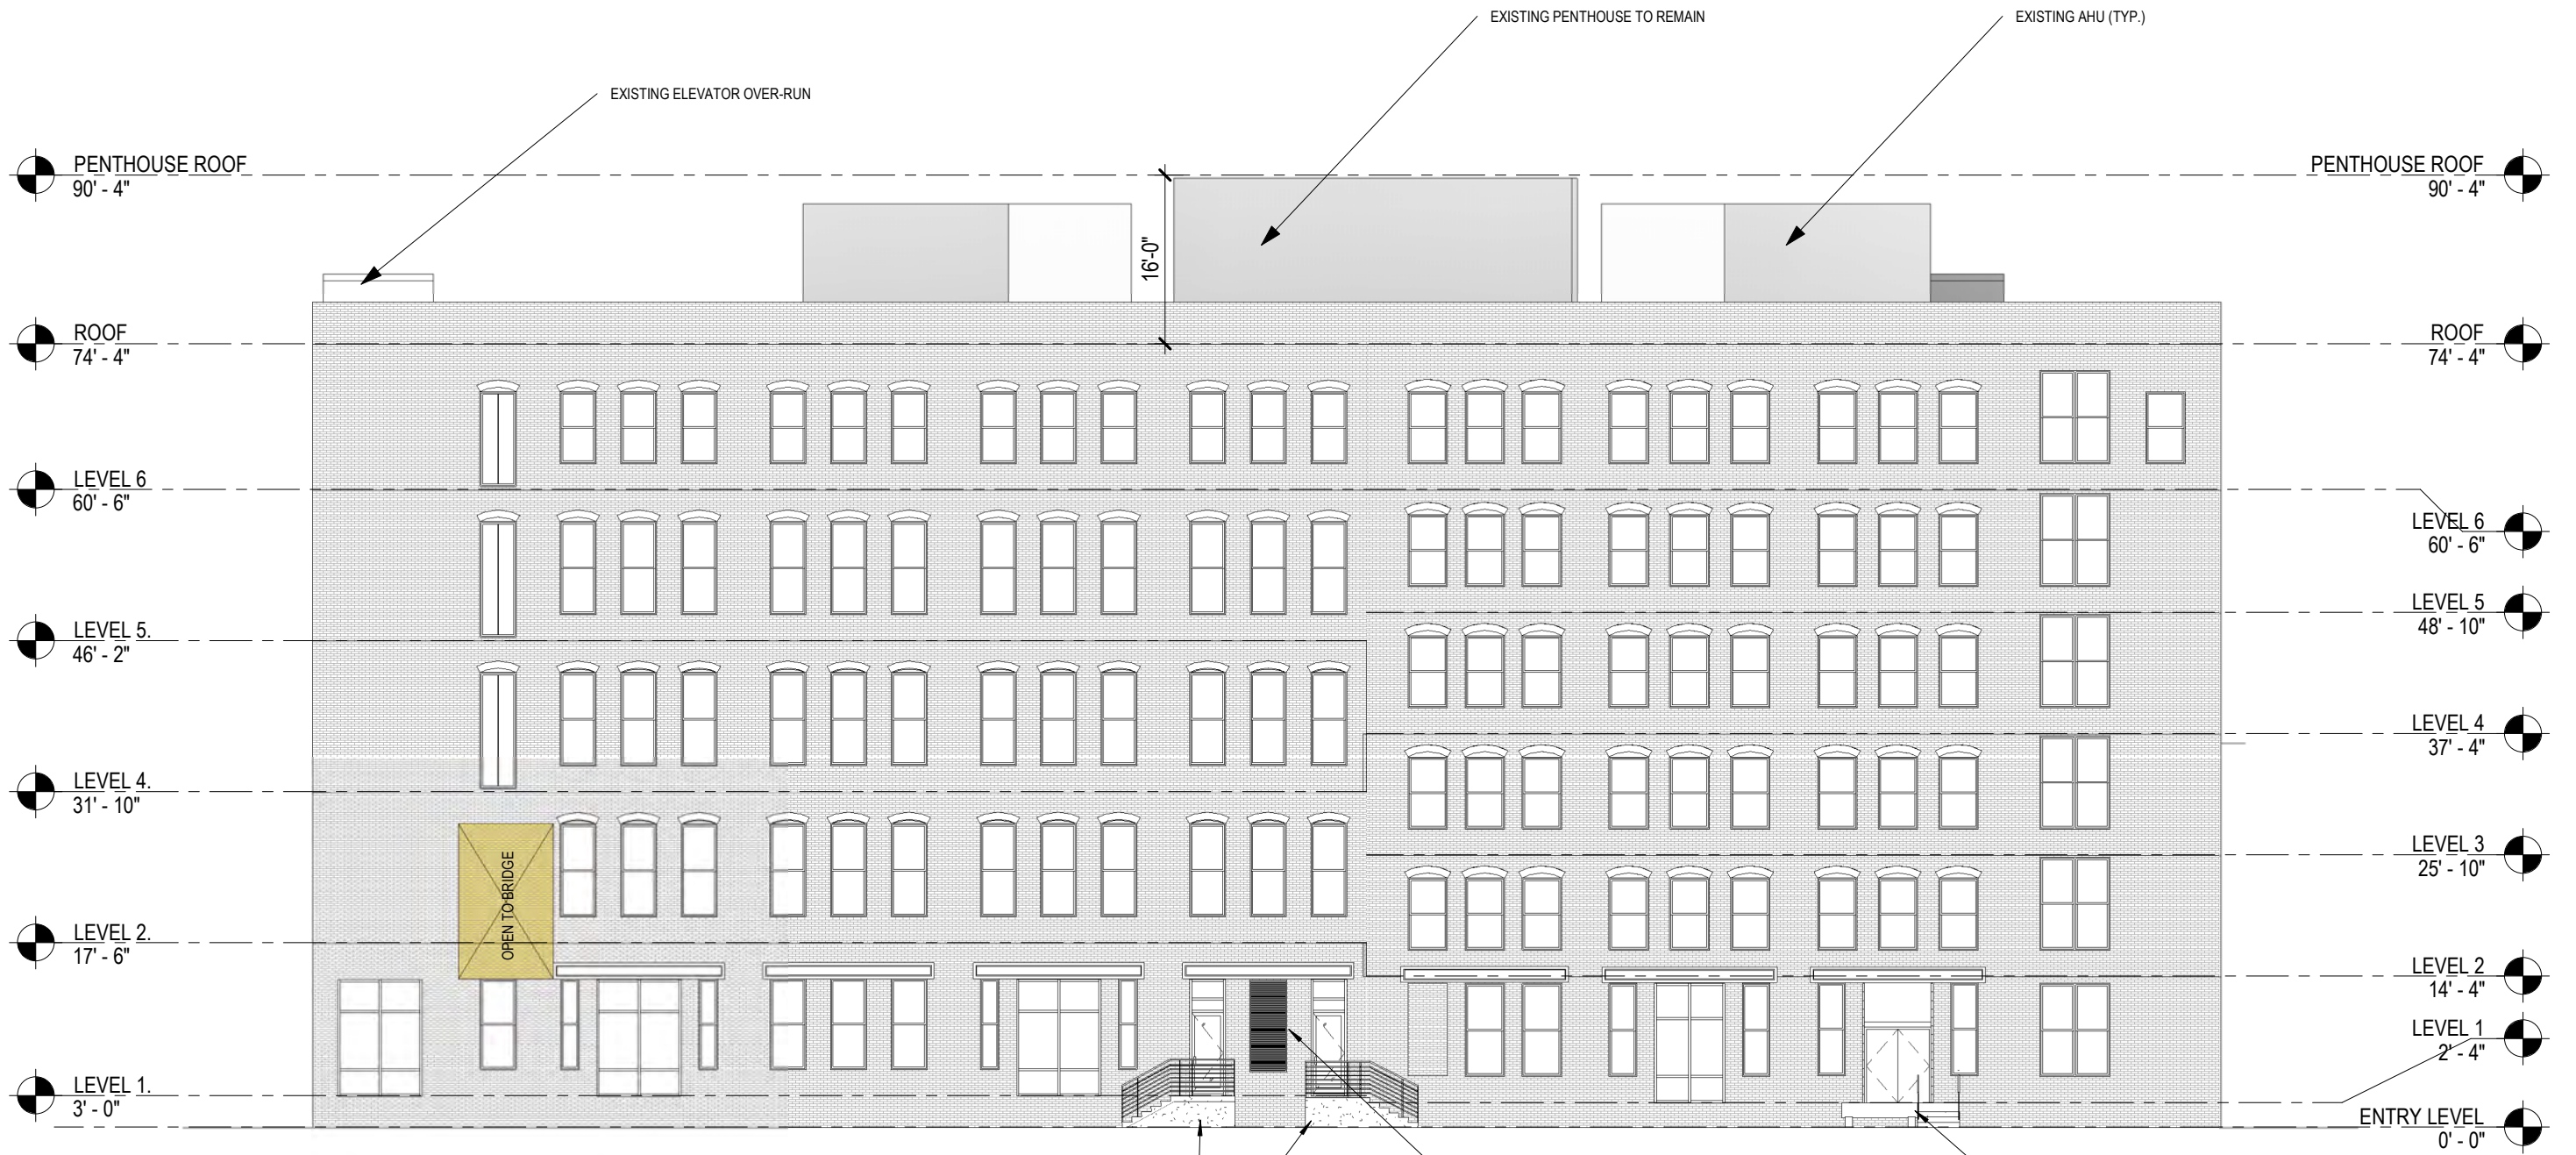 EXISTING PENTHOUSE TO REMAIN
EXISTING AHU (TYP.)
EXISTING ELEVATOR OVER-RUN
PENTHOUSE ROOF
90' - 4"
PENTHOUSE ROOF
90' - 4"
16'-0"
ROOF
74' - 4"
ROOF
74' - 4"
LEVEL 6
60' - 6"
LEVEL 6
60' - 6"
LEVEL 5.
46' - 2"
LEVEL 5
48' - 10"
LEVEL 4.
31' - 10"
LEVEL 4
37' - 4"
LEVEL 3
25' - 10"
OPEN TO BRIDGE
LEVEL 2.
17' - 6"
LEVEL 2
14' - 4"
LEVEL 1
2' - 4"
LEVEL 1.
3' - 0"
ENTRY LEVEL
0' - 0"